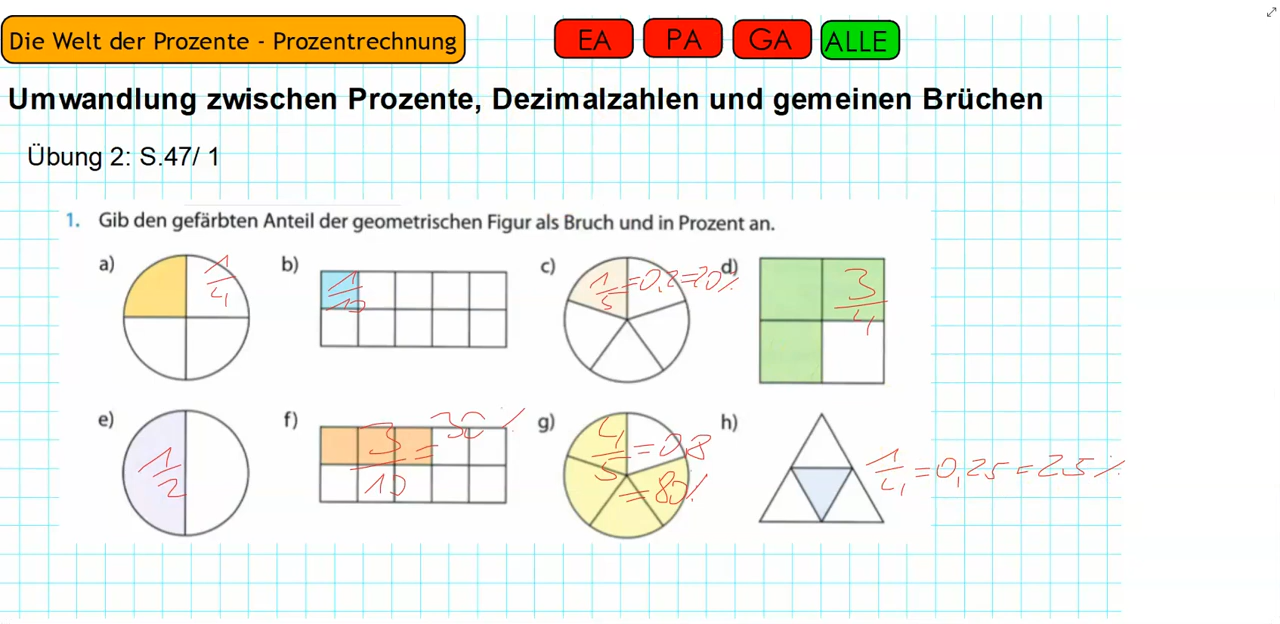 Die Welt der Prozente - Prozentrechnung
EA PA GA ALLE
Umwandlung zwischen Prozente, Dezimalzahlen und gemeinen Brüchen
Übung 2: S.47/ 1
1. Gib den gefärbten Anteil der geometrischen Figur als Bruch und in Prozent an.
a) 1/4
b) 1/10
c) 1/5 = 0,2 = 20%
d) 3/4
e) 1/2
f) 3/10 = 30%
g) 4/5 = 0,8
= 80%
h) 1/4 = 0,25 = 25%